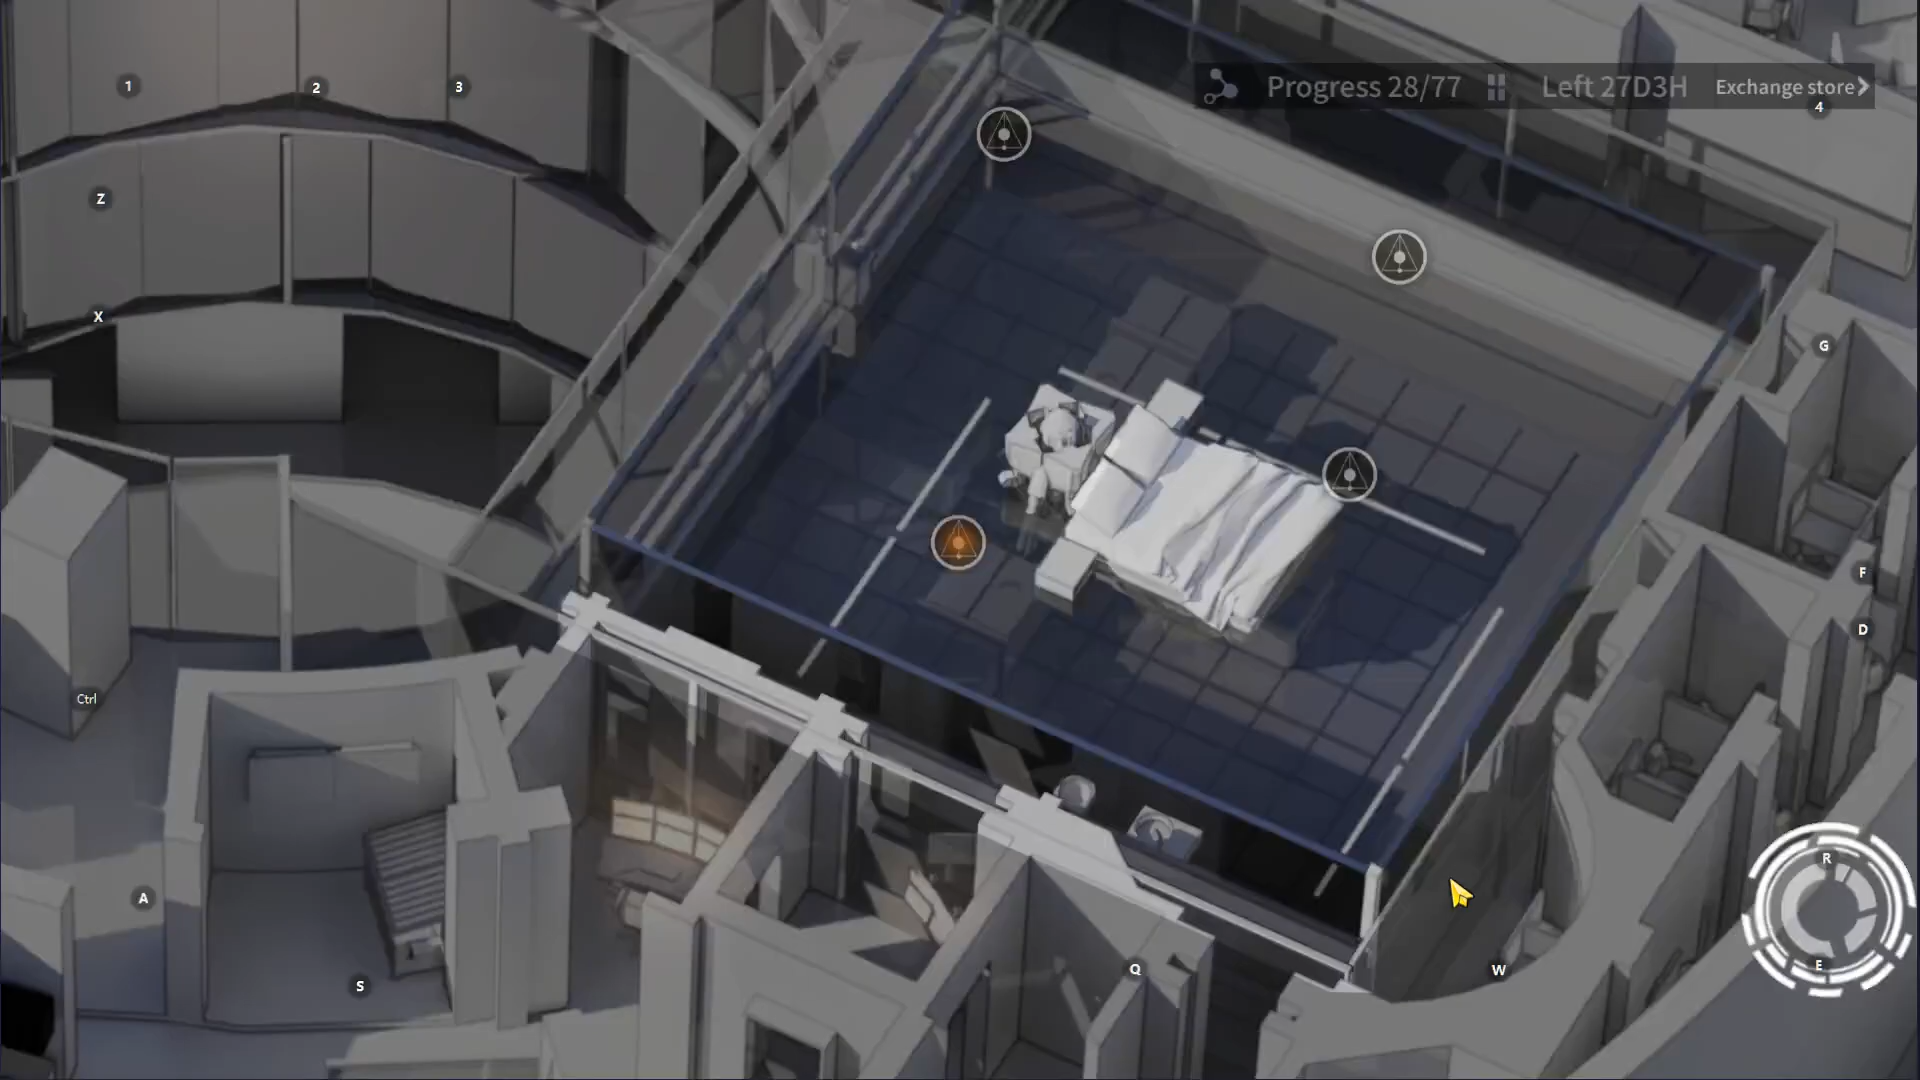 1
2
3
Progress 28/77
Left 27D3H
Exchange store
4
Z
X
G
F
D
Ctrl
R
A
E
Q
W
S